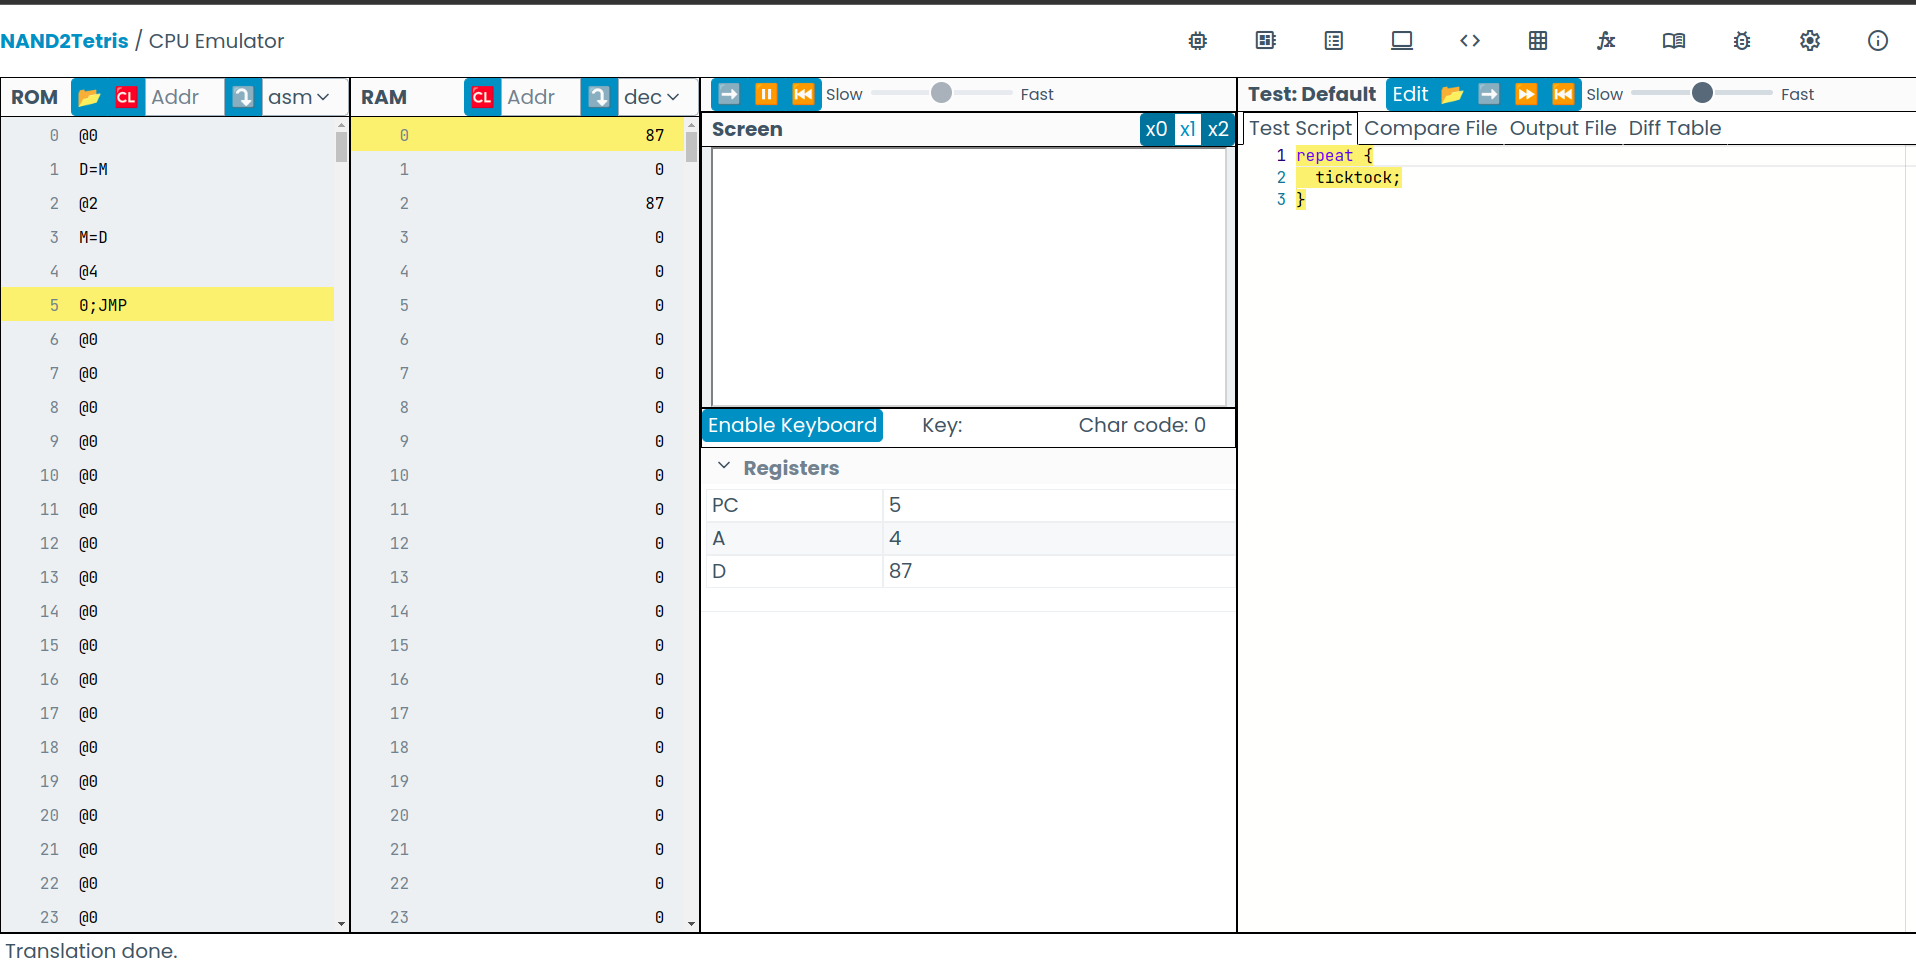 NAND2Tetris / CPU Emulator
ROM CL Addr asm
0 @0
1 D=M
2 @2
3 M=D
4 @4
5 0;JMP
6 @0
7 @0
8 @0
9 @0
10 @0
11 @0
12 @0
13 @0
14 @0
15 @0
16 @0
17 @0
18 @0
19 @0
20 @0
21 @0
22 @0
23 @0
RAM CL Addr dec
0 87
1 0
2 87
3 0
4 0
5 0
6 0
7 0
8 0
9 0
10 0
11 0
12 0
13 0
14 0
15 0
16 0
17 0
18 0
19 0
20 0
21 0
22 0
23 0
Slow Fast
Screen x0 x1 x2
Enable Keyboard Key: Char code: 0
Registers
PC 5
A 4
D 87
Test: Default Edit Slow Fast
Test Script Compare File Output File Diff Table
1 repeat {
2 ticktock;
3 }
Translation done.